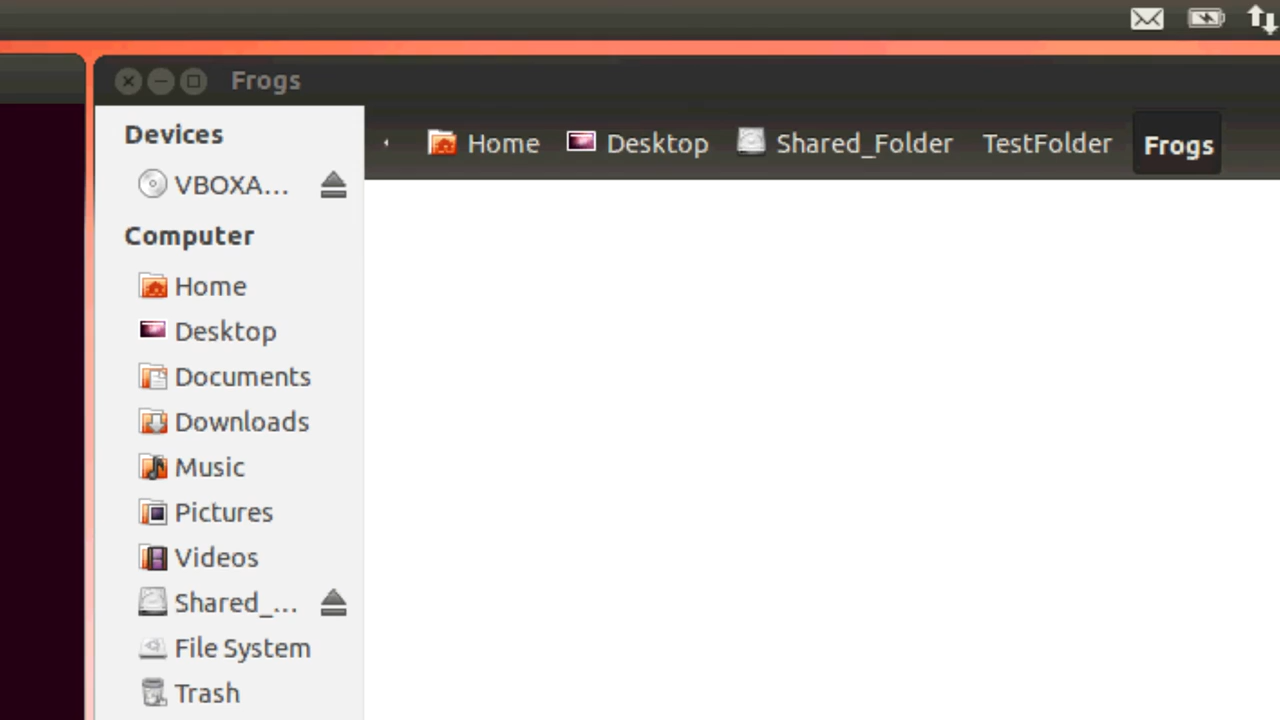 Frogs
Home Desktop Shared_Folder TestFolder Frogs
Devices
VBOXA...
Computer
Home
Desktop
Documents
Downloads
Music
Pictures
Videos
Shared_...
File System
Trash